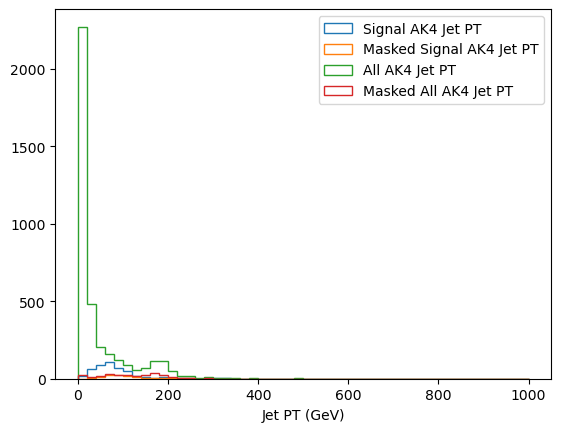 Signal AK4 Jet PT
Masked Signal AK4 Jet PT
All AK4 Jet PT
Masked All AK4 Jet PT
2000
1500
1000
500
0
0 200 400 600 800 1000
Jet PT (GeV)